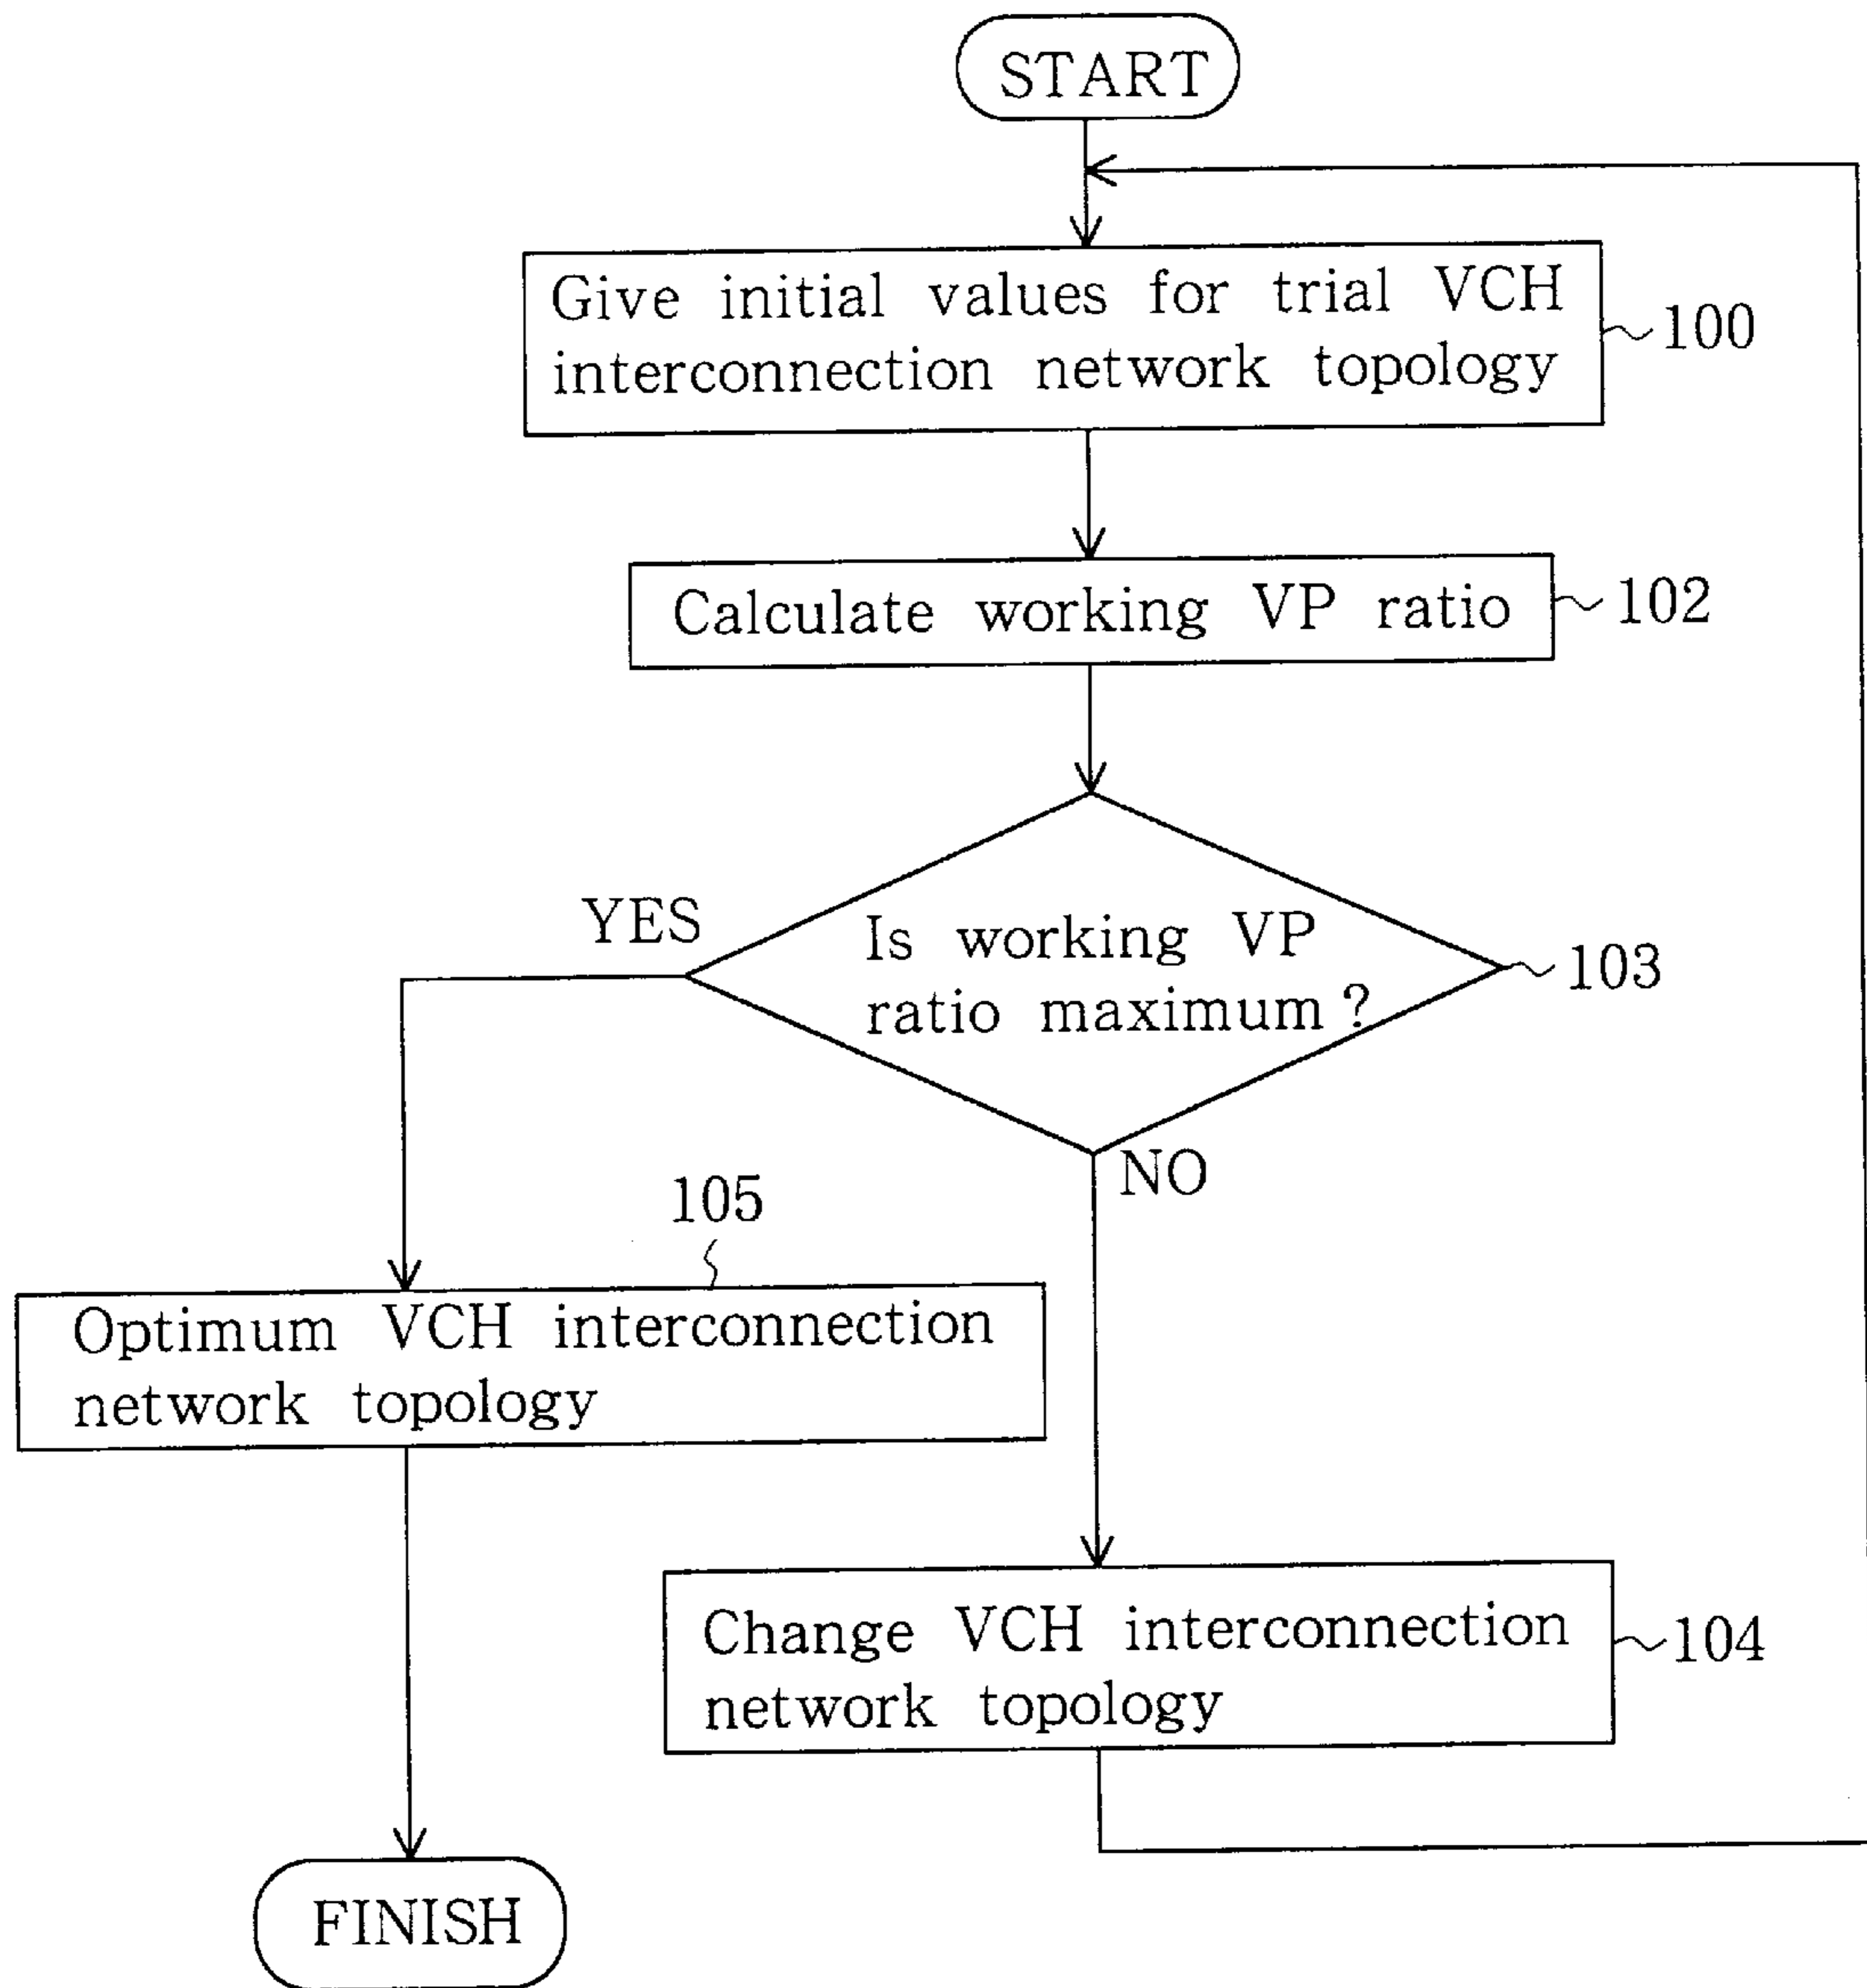 START
Give initial values for trial VCH
interconnection network topology
100
Calculate working VP ratio
102
YES
Is working VP
ratio maximum?
103
NO
105
Optimum VCH interconnection
network topology
Change VCH interconnection
network topology
104
FINISH